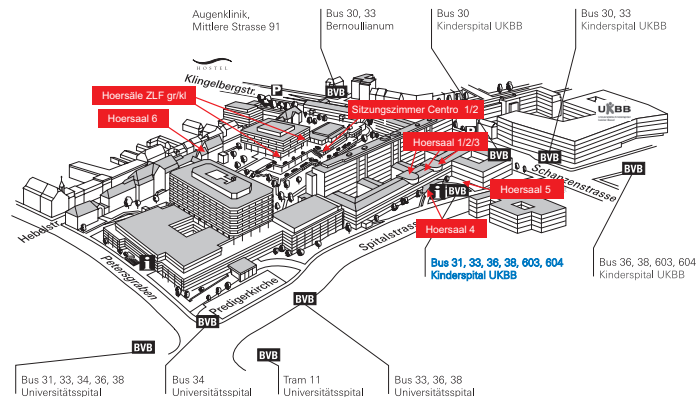 Augenklinik,
Mittlere Strasse 91
Bus 30, 33
Bernoullianum
Bus 30
Kinderspital UKBB
Bus 30, 33
Kinderspital UKBB
HOSTEL
Klingelbergstr.
P
BVB
Hoersäle ZLF gr/kl
Sitzungszimmer Centro 1/2
UKBB
Hoersaal 6
P
Hoersaal 1/2/3
BVB
BVB
BVB
Schanzenstrasse
i
BVB
Hoersaal 5
Hebelstr.
Hoersaal 4
Spitalstrasse
i
Petersgraben
Bus 31, 33, 36, 38, 603, 604
Kinderspital UKBB
Bus 36, 38, 603, 604
Kinderspital UKBB
Predigerkirche
BVB
BVB
BVB
BVB
Bus 31, 33, 34, 36, 38
Universitätsspital
Bus 34
Universitätsspital
Tram 11
Universitätsspital
Bus 33, 36, 38
Universitätsspital